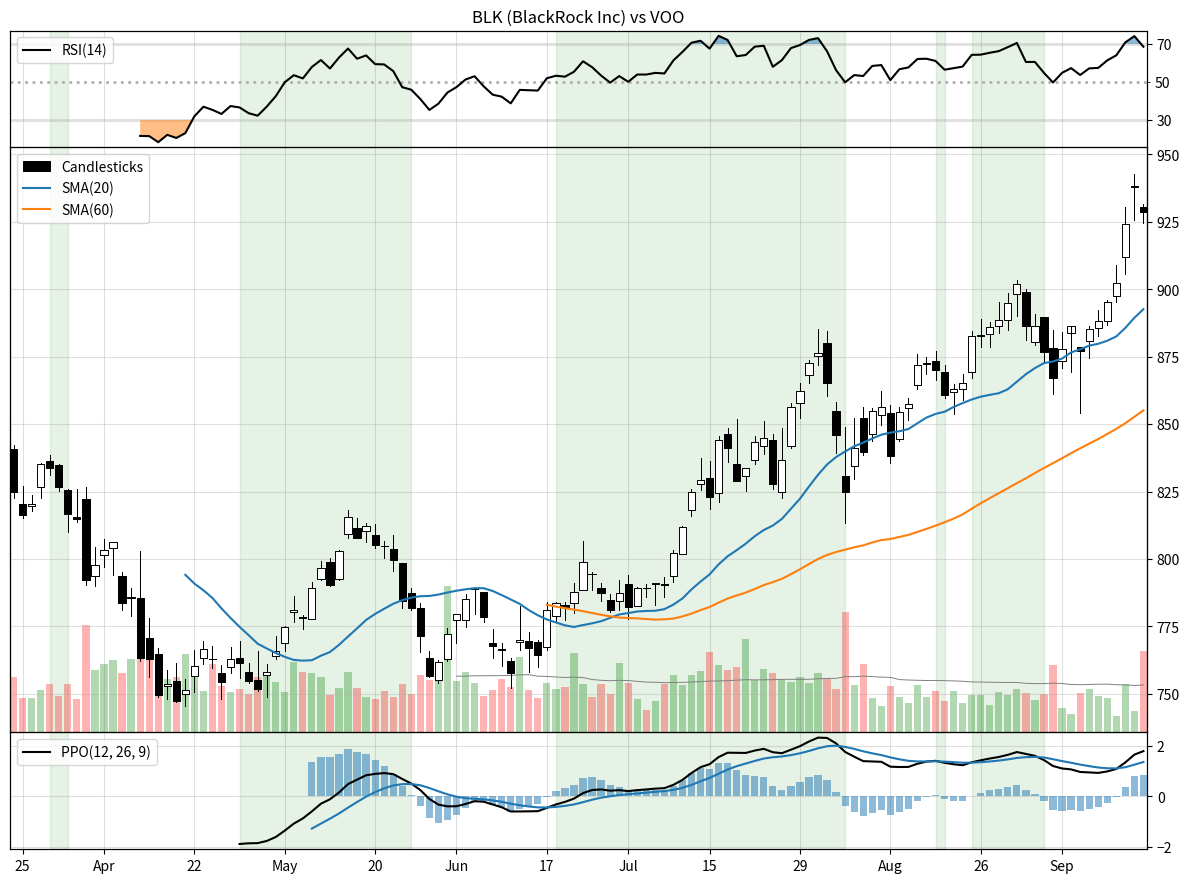 BLK (BlackRock Inc) vs VOO
RSI(14)
70
50
30
Candlesticks
SMA(20)
SMA(60)
950
925
900
875
850
825
800
775
750
PPO(12, 26, 9)
2
0
−2
25 Apr 22 May 20 Jun 17 Jul 15 29 Aug 26 Sep